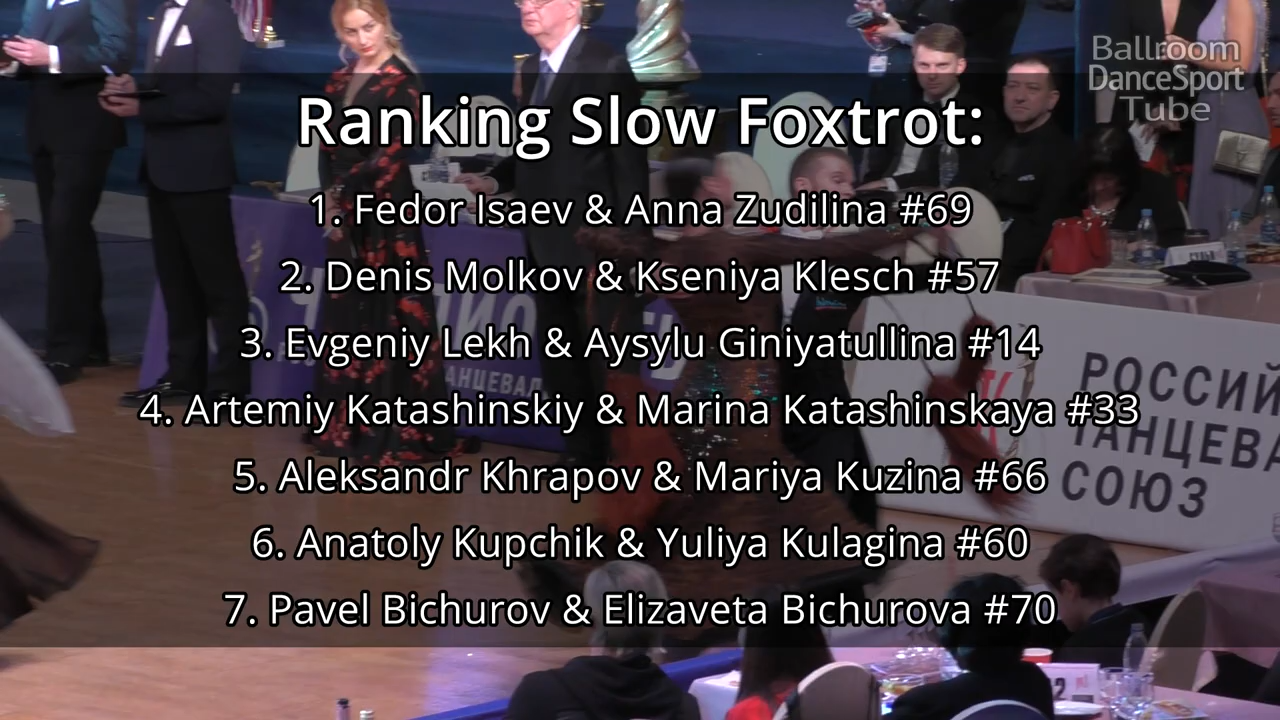 Ballroom
DanceSport
Tube
Ranking Slow Foxtrot:
1. Fedor Isaev & Anna Zudilina #69
2. Denis Molkov & Kseniya Klesch #57
3. Evgeniy Lekh & Aysylu Giniyatullina #14
4. Artemiy Katashinskiy & Marina Katashinskaya #33
5. Aleksandr Khrapov & Mariya Kuzina #66
6. Anatoly Kupchik & Yuliya Kulagina #60
7. Pavel Bichurov & Elizaveta Bichurova #70
РОССИЙ
ТАНЦЕВА
СОЮЗ